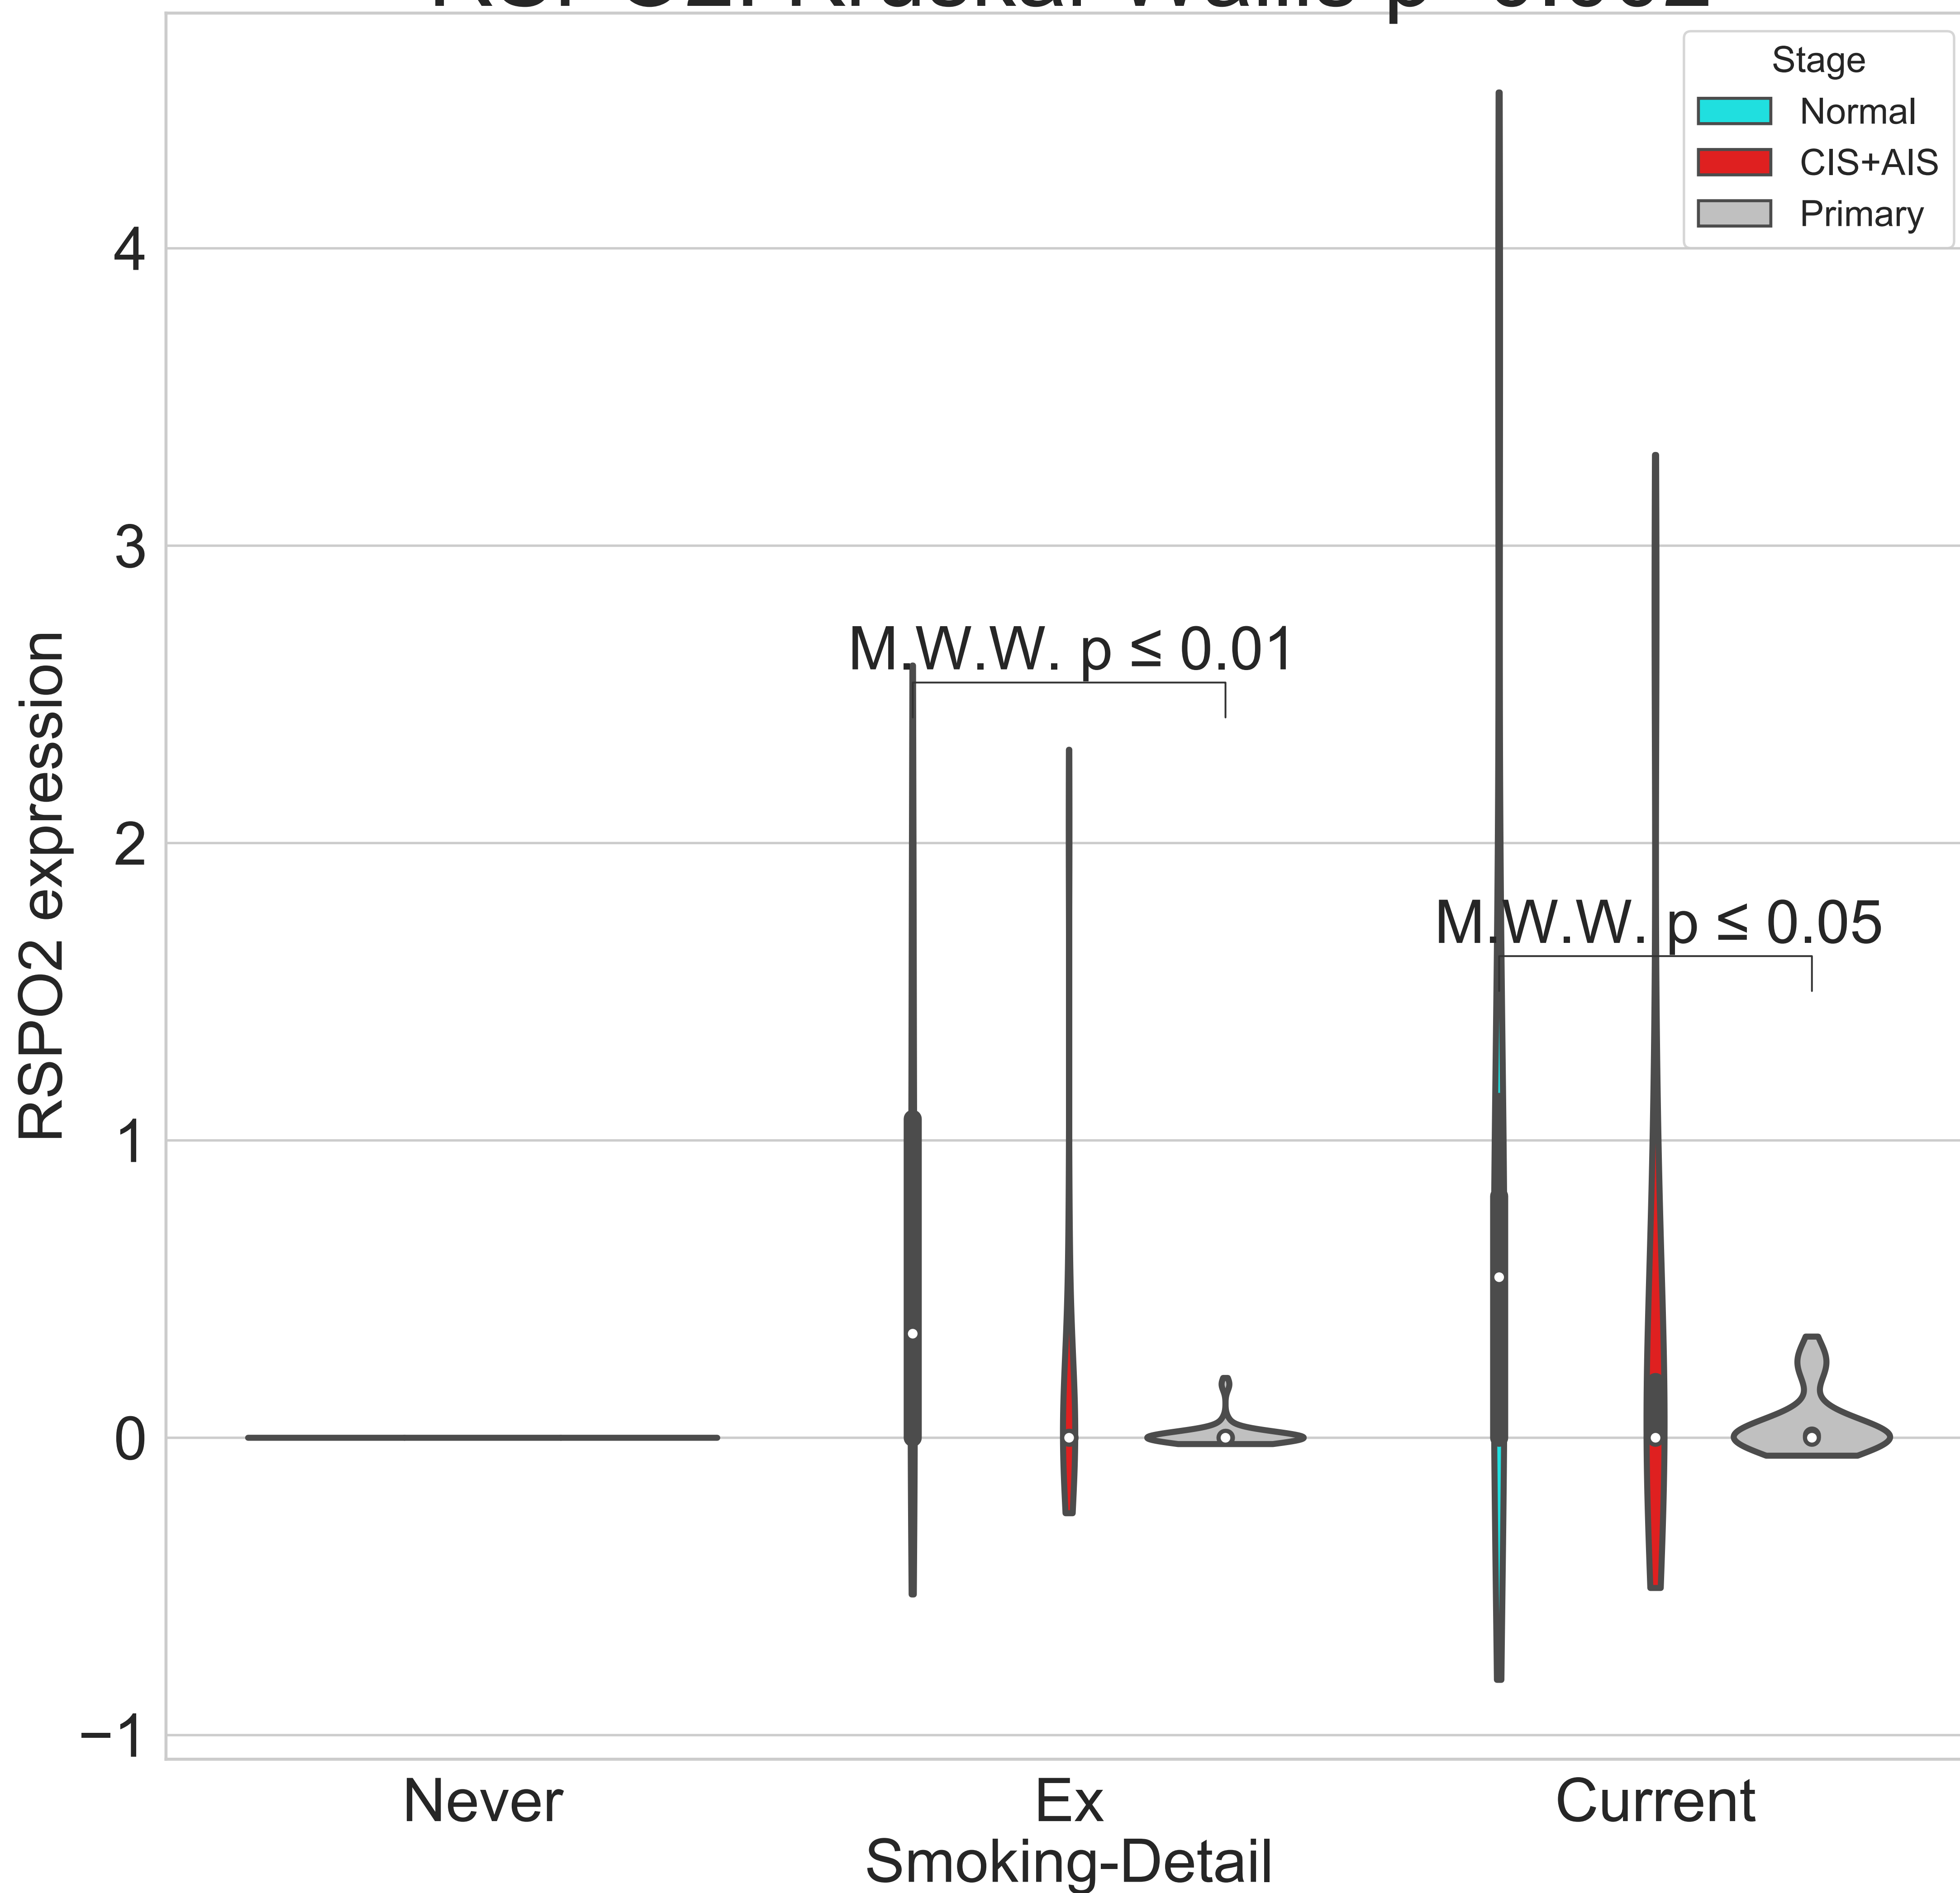 Stage
Normal
CIS+AIS
Primary
4
3
2
1
0
−1
RSPO2 expression
M.W.W. p ≤ 0.01
M.W.W. p ≤ 0.05
Never
Ex
Current
Smoking-Detail